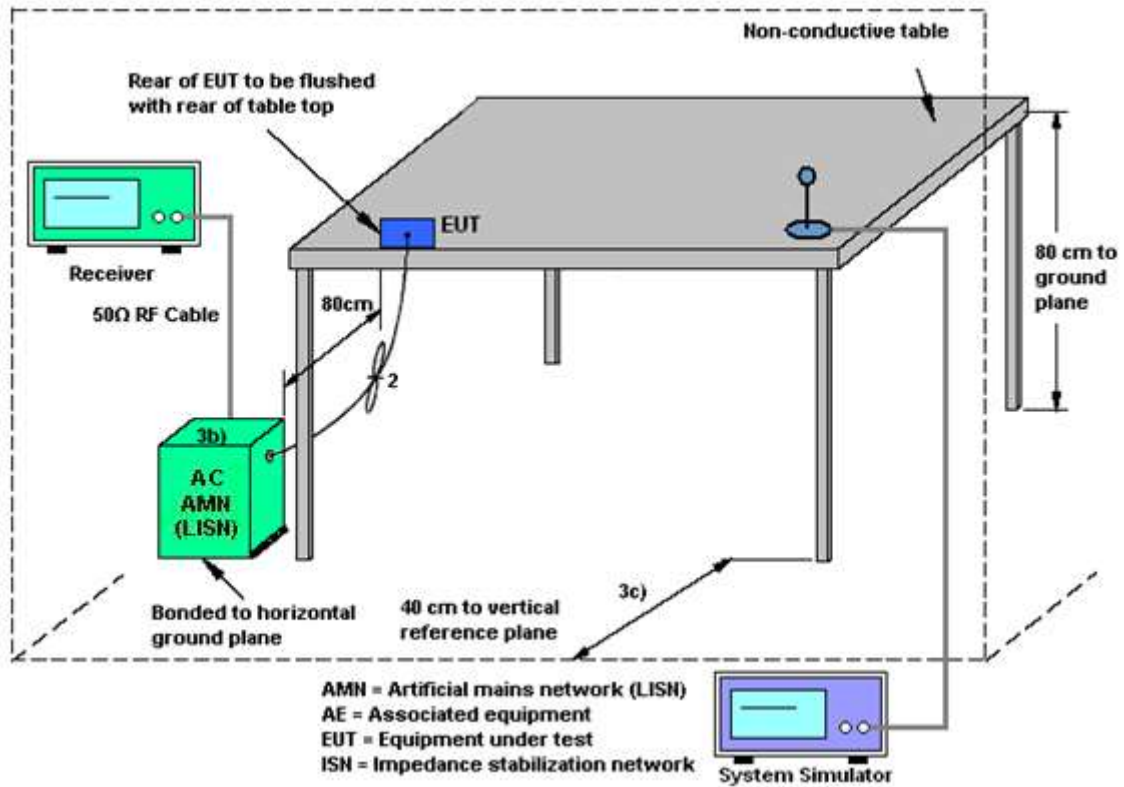 Non-conductive table
Rear of EUT to be flushed
with rear of table top
EUT
Receiver
80cm
80 cm to
ground
plane
50Ω RF Cable
2
3b)
AC
AMN
(LISN)
3c)
Bonded to horizontal
ground plane
40 cm to vertical
reference plane
AMN = Artificial mains network (LISN)
AE = Associated equipment
EUT = Equipment under test
ISN = Impedance stabilization network
System Simulator